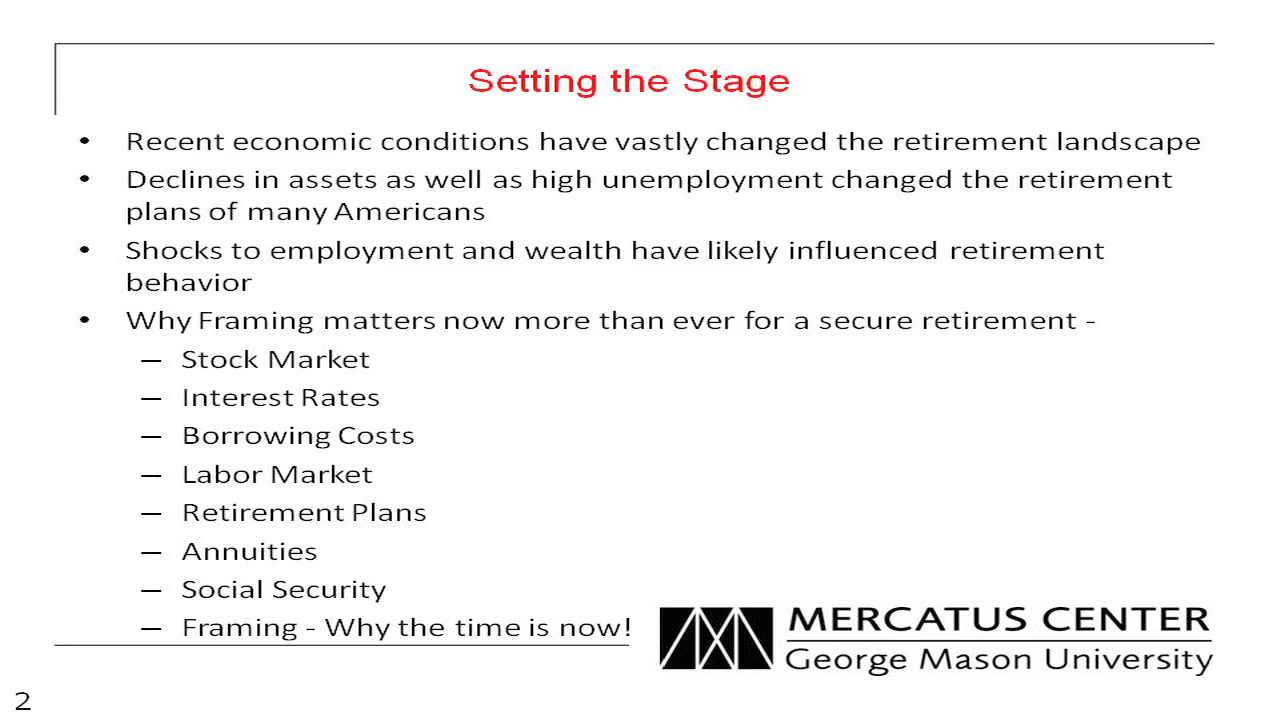 Setting the Stage
• Recent economic conditions have vastly changed the retirement landscape
• Declines in assets as well as high unemployment changed the retirement
plans of many Americans
• Shocks to employment and wealth have likely influenced retirement
behavior
• Why Framing matters now more than ever for a secure retirement -
– Stock Market
– Interest Rates
– Borrowing Costs
– Labor Market
– Retirement Plans
– Annuities
– Social Security
– Framing - Why the time is now!
MERCATUS CENTER
George Mason University
2